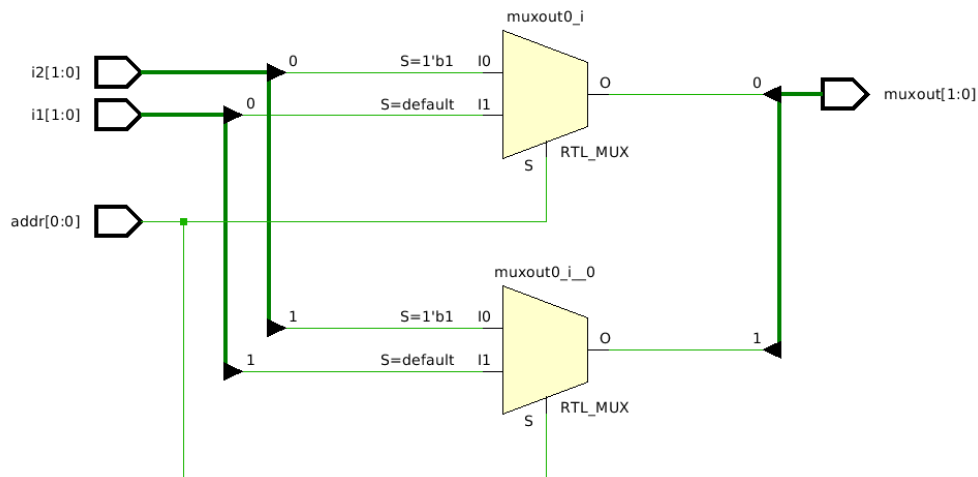 muxout0_i
i2[1:0]
0
S=1'b1
I0
O
0
muxout[1:0]
i1[1:0]
0
S=default
I1
S
RTL_MUX
addr[0:0]
muxout0_i__0
1
S=1'b1
I0
O
1
1
S=default
I1
S
RTL_MUX